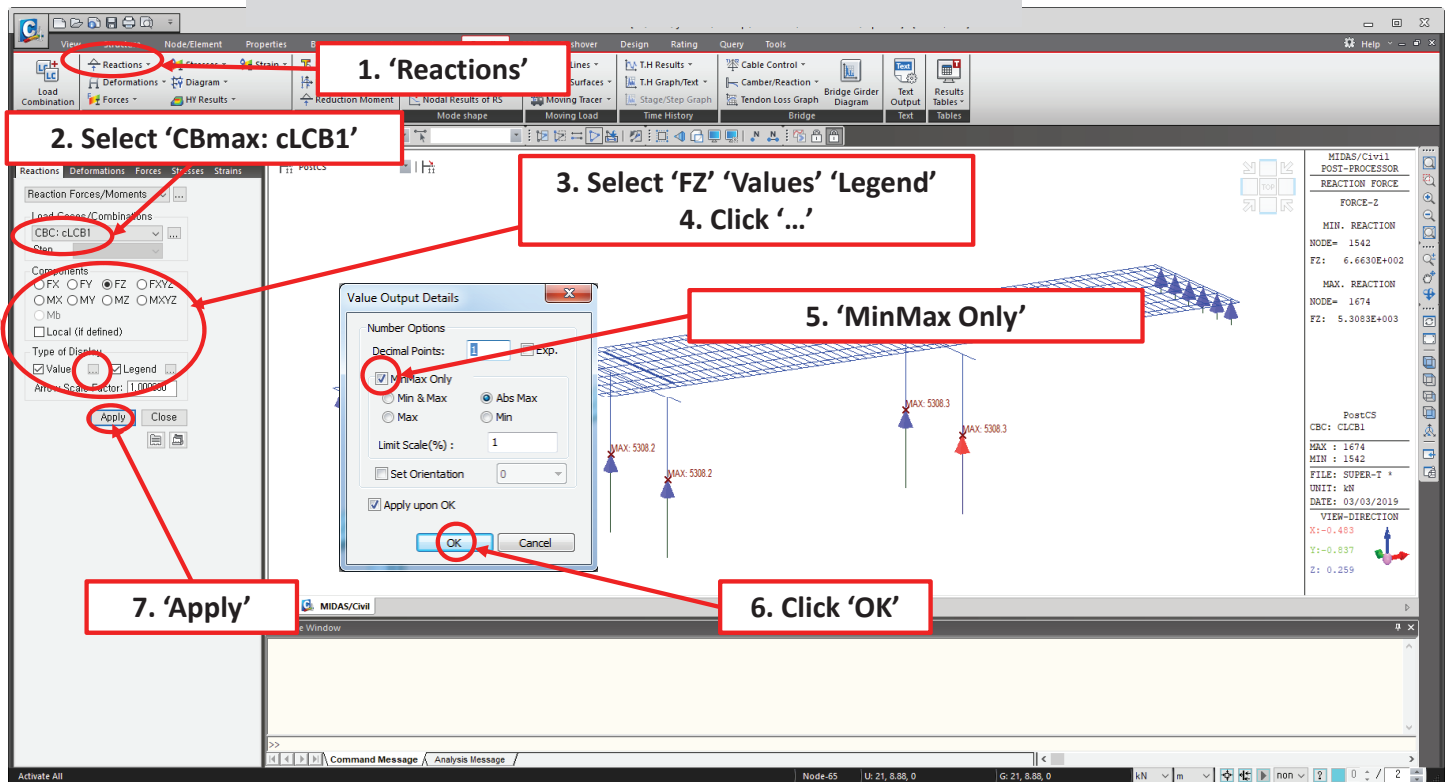 View Structure Node/Element Properties Design Rating Query Tools Help
Reactions Stresses Strain
Deformations Diagram
Forces HY Results
Load
Combination
Reduction Moment Nodal Results of RS
Lines
Surfaces
Moving Tracer
T.H Results
T.H Graph/Text
Stage/Step Graph
Cable Control
Camber/Reaction
Tendon Loss Graph
Bridge Girder
Diagram
Text
Output
Results
Tables
Mode shape Moving Load Time History Bridge Text Tables
1. ‘Reactions’
2. Select ‘CBmax: cLCB1’
3. Select ‘FZ’ ‘Values’ ‘Legend’
4. Click ‘…’
5. ‘MinMax Only’
6. Click ‘OK’
7. ‘Apply’
Reactions Deformations Forces Stresses Strains
Reaction Forces/Moments ...
Load Cases/Combinations
CBC: cLCB1 ...
Step
Components
FX FY FZ FXYZ
MX MY MZ MXYZ
Mb
Local (if defined)
Type of Display
Value ... Legend ...
Arrow Scale Factor: 1.000000
Apply Close
PostCS
Value Output Details
Number Options
Decimal Points: 1 Exp.
MinMax Only
Min & Max Abs Max
Max Min
Limit Scale(%) : 1
Set Orientation 0
Apply upon OK
OK Cancel
MAX: 5308.2
MAX: 5308.2
MAX: 5308.3
MAX: 5308.3
TOP
MIDAS/Civil
POST-PROCESSOR
REACTION FORCE
FORCE-Z
MIN. REACTION
NODE= 1542
FZ: 6.6630E+002
MAX. REACTION
NODE= 1674
FZ: 5.3083E+003
PostCS
CBC: CLCB1
MAX : 1674
MIN : 1542
FILE: SUPER-T *
UNIT: kN
DATE: 03/03/2019
VIEW-DIRECTION
X:-0.483
Y:-0.837
Z: 0.259
MIDAS/Civil
Window
>>
Command Message Analysis Message
Activate All Node-65 U: 21, 8.88, 0 G: 21, 8.88, 0 kN m non ? 0 / 2